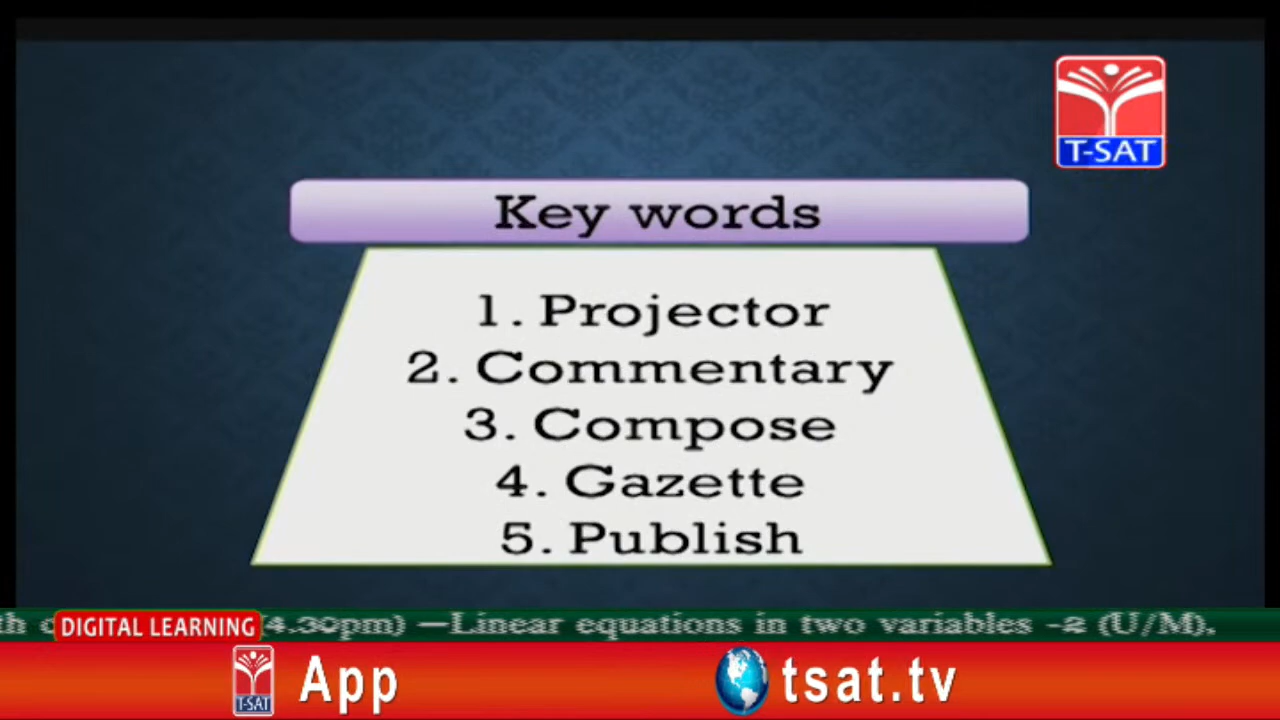 T-SAT
Key words
1. Projector
2. Commentary
3. Compose
4. Gazette
5. Publish
DIGITAL LEARNING (4.30pm) –Linear equations in two variables -2 (U/M).
T-SAT App tsat.tv